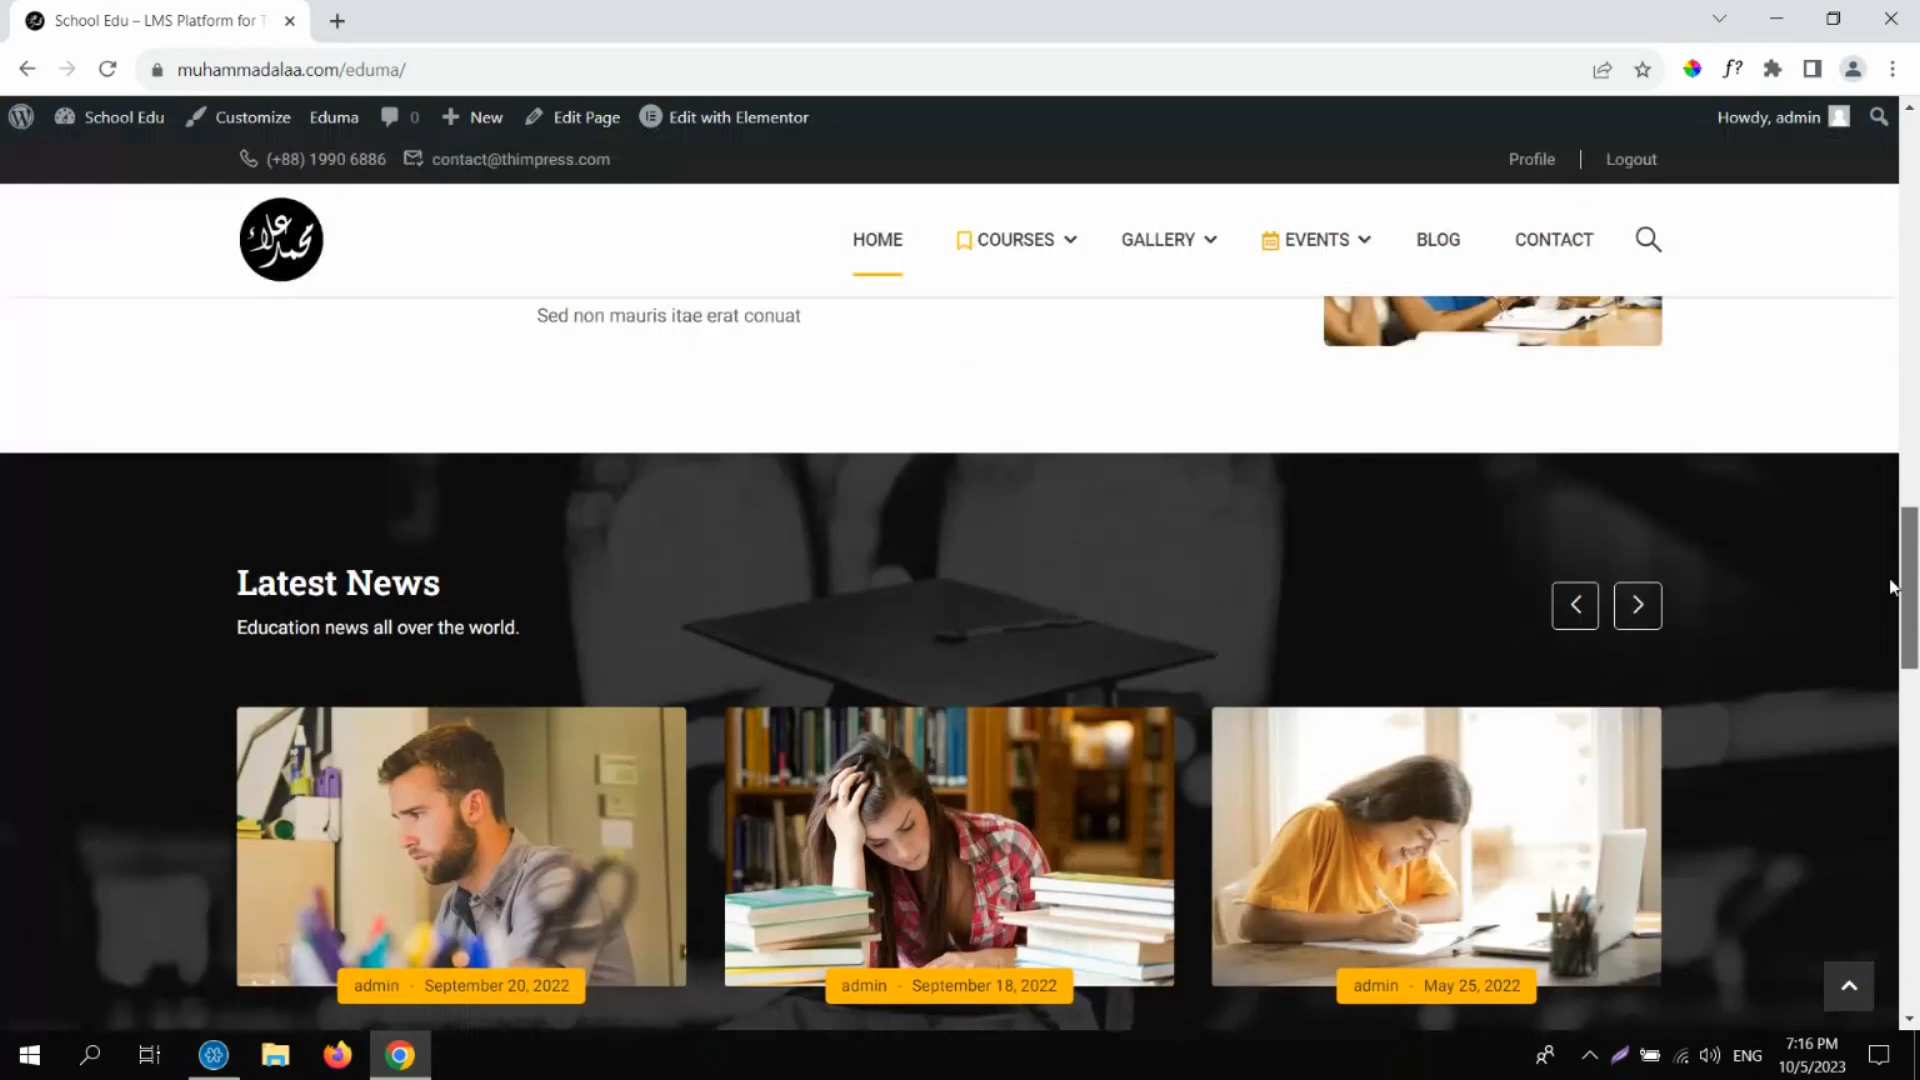 School Edu – LMS Platform for T
muhammadalaa.com/eduma/
School Edu Customize Eduma 0 New Edit Page Edit with Elementor Howdy, admin
(+88) 1990 6886 contact@thimpress.com Profile | Logout
محمد علاء
HOME COURSES GALLERY EVENTS BLOG CONTACT
Sed non mauris itae erat conuat
Latest News
Education news all over the world.
admin - September 20, 2022
admin - September 18, 2022
admin - May 25, 2022
ENG
7:16 PM
10/5/2023